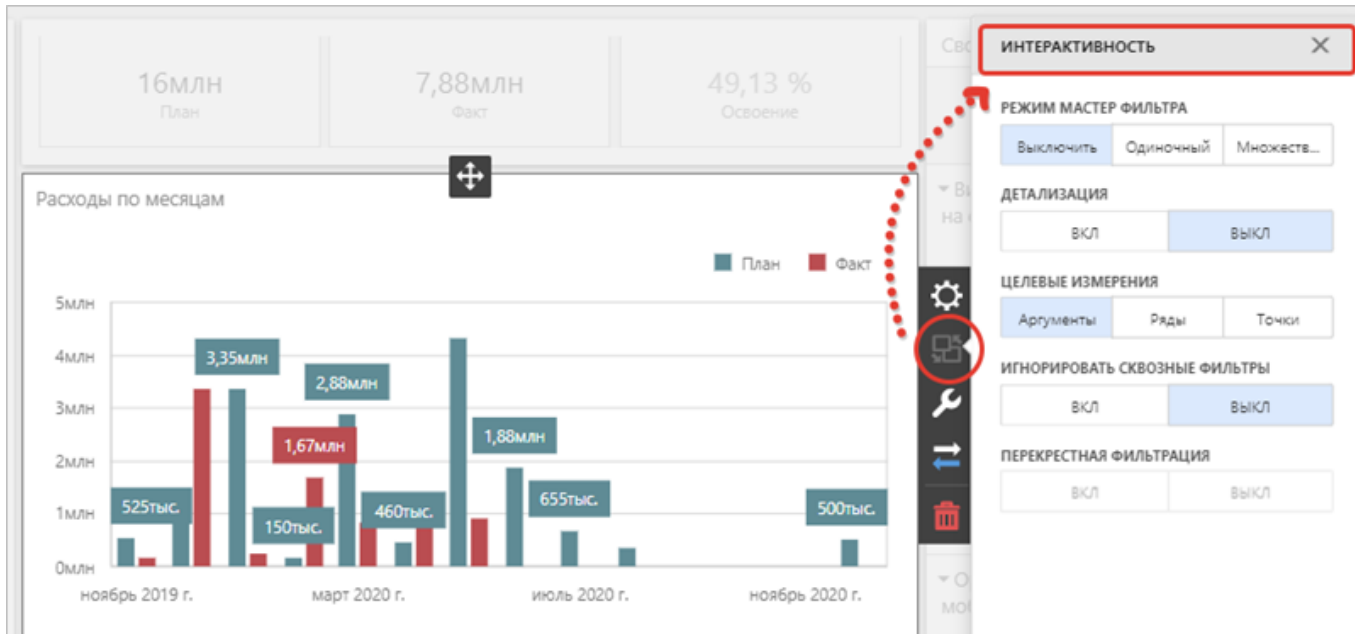 16млн
План
7,88млн
Факт
49,13 %
Освоение
Расходы по месяцам
План
Факт
5млн
4млн
3млн
2млн
1млн
0млн
525тыс.
3,35млн
150тыс.
1,67млн
2,88млн
460тыс.
1,88млн
655тыс.
500тыс.
ноябрь 2019 г.
март 2020 г.
июль 2020 г.
ноябрь 2020 г.
на
ИНТЕРАКТИВНОСТЬ
РЕЖИМ МАСТЕР ФИЛЬТРА
Выключить Одиночный Множеств...
ДЕТАЛИЗАЦИЯ
ВКЛ ВЫКЛ
ЦЕЛЕВЫЕ ИЗМЕРЕНИЯ
Аргументы Ряды Точки
ИГНОРИРОВАТЬ СКВОЗНЫЕ ФИЛЬТРЫ
ВКЛ ВЫКЛ
ПЕРЕКРЕСТНАЯ ФИЛЬТРАЦИЯ
ВКЛ ВЫКЛ